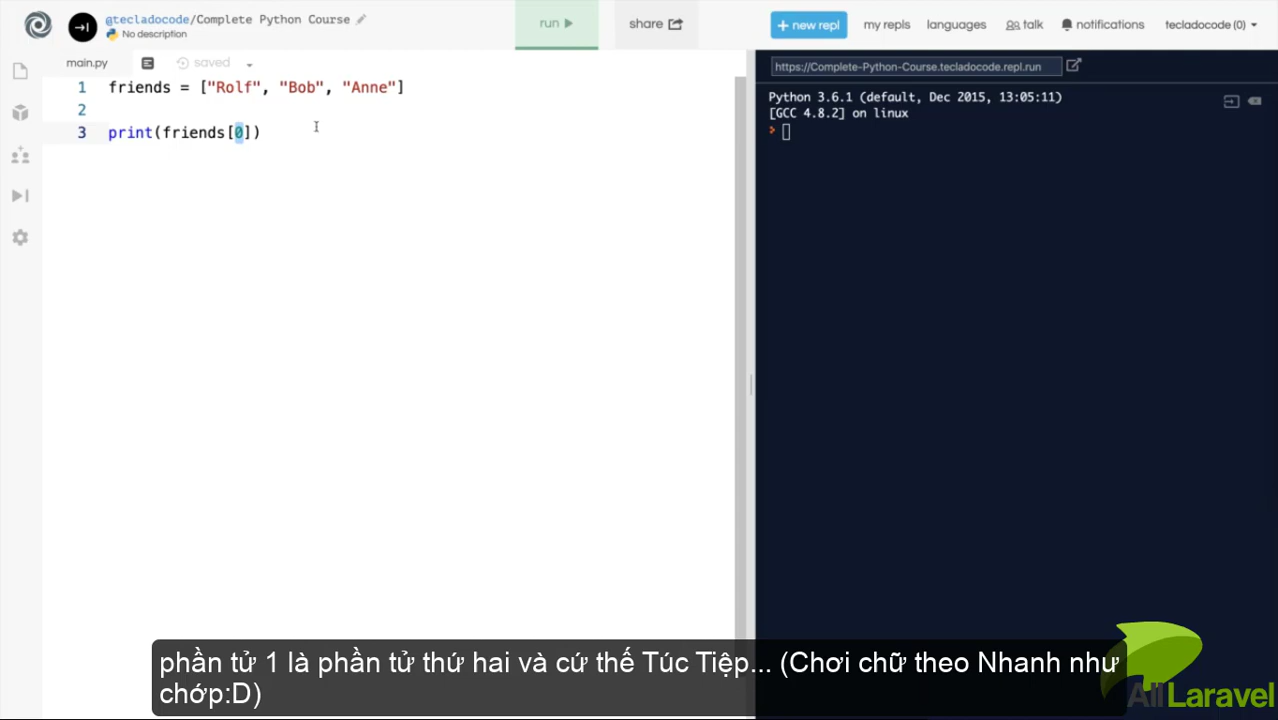 @tecladocode/Complete Python Course
No description
run
share
+ new repl
my repls
languages
talk
notifications
tecladocode (0)
main.py
saved
https://Complete-Python-Course.tecladocode.repl.run
1 friends = ["Rolf", "Bob", "Anne"]
2
3 print(friends[0])
Python 3.6.1 (default, Dec 2015, 13:05:11)
[GCC 4.8.2] on linux
phần tử 1 là phần tử thứ hai và cứ thế Túc Tiệp... (Chơi chữ theo Nhanh như
chớp:D)
AllLaravel